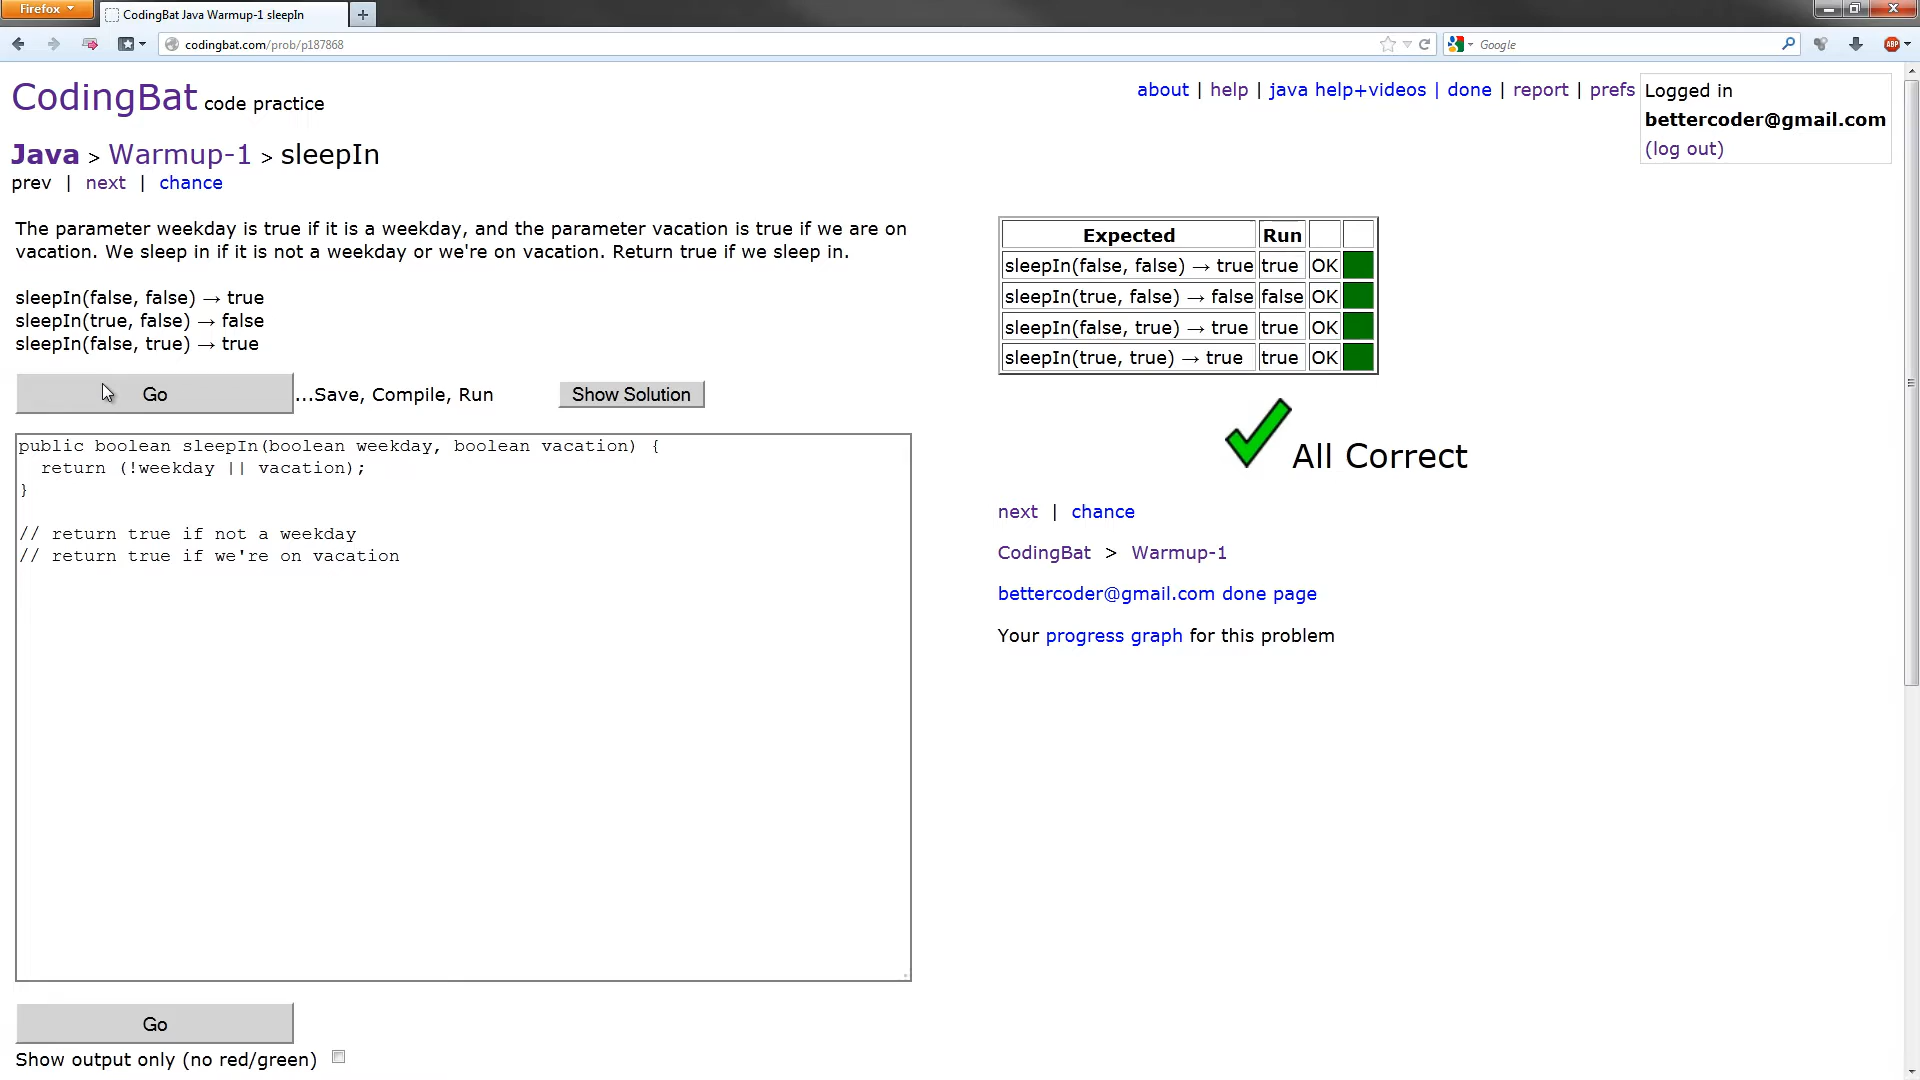 Firefox
CodingBat Java Warmup-1 sleepIn
codingbat.com/prob/p187868
Google
ABP
CodingBat code practice
about | help | java help+videos | done | report | prefs
Logged in
bettercoder@gmail.com
(log out)
Java > Warmup-1 > sleepIn
prev | next | chance
The parameter weekday is true if it is a weekday, and the parameter vacation is true if we are on
vacation. We sleep in if it is not a weekday or we're on vacation. Return true if we sleep in.
sleepIn(false, false) → true
sleepIn(true, false) → false
sleepIn(false, true) → true
Go ...Save, Compile, Run Show Solution
public boolean sleepIn(boolean weekday, boolean vacation) {
  return (!weekday || vacation);
}
// return true if not a weekday
// return true if we're on vacation
Go
Show output only (no red/green)
Expected Run
sleepIn(false, false) → true true OK
sleepIn(true, false) → false false OK
sleepIn(false, true) → true true OK
sleepIn(true, true) → true true OK
All Correct
next | chance
CodingBat > Warmup-1
bettercoder@gmail.com done page
Your progress graph for this problem